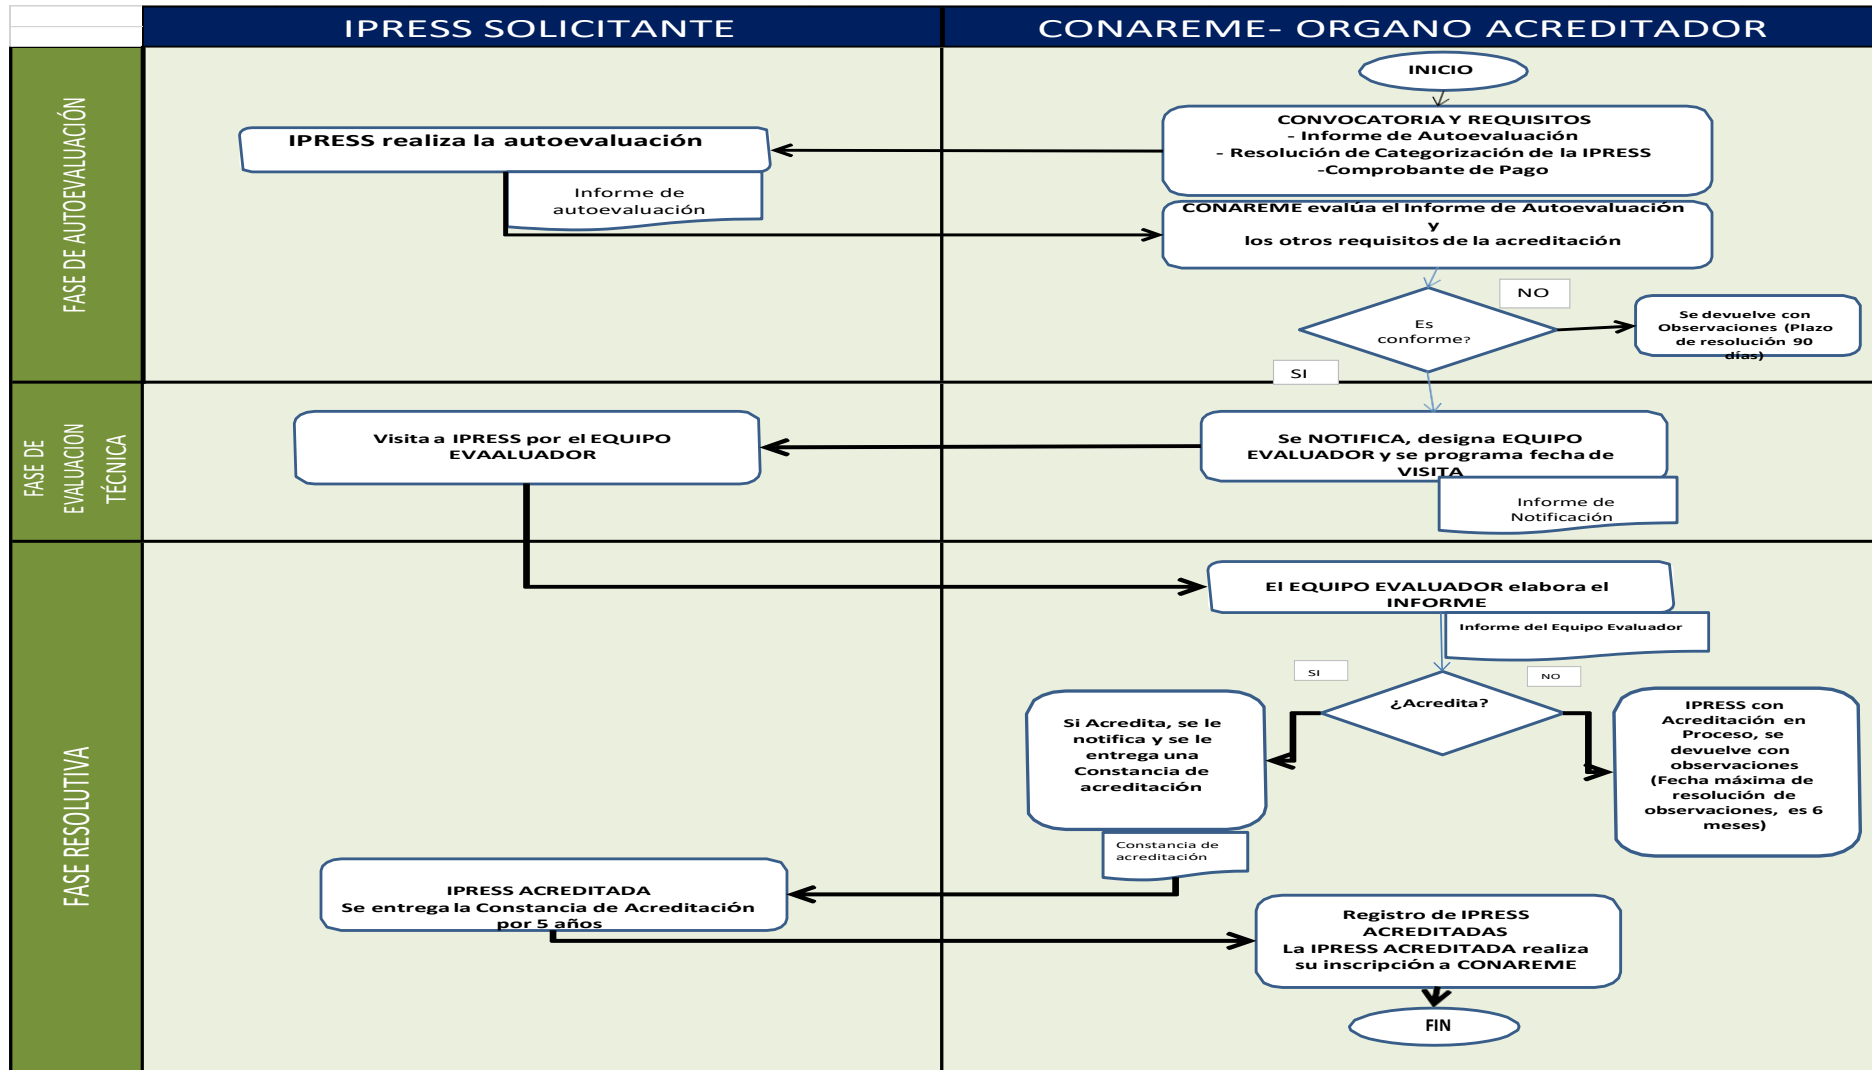 IPRESS SOLICITANTE
CONAREME- ORGANO ACREDITADOR
FASE DE AUTOEVALUACIÓN
INICIO
CONVOCATORIA Y REQUISITOS
- Informe de Autoevaluación
- Resolución de Categorización de la IPRESS
-Comprobante de Pago
IPRESS realiza la autoevaluación
Informe de
autoevaluación
CONAREME evalúa el Informe de Autoevaluación
y
los otros requisitos de la acreditación
NO
Es
conforme?
Se devuelve con
Observaciones (Plazo
de resolución 90
días)
SI
FASE DE
EVALUACION
TÉCNICA
Visita a IPRESS por el EQUIPO
EVAALUADOR
Se NOTIFICA, designa EQUIPO
EVALUADOR y se programa fecha de
VISITA
Informe de
Notificación
FASE RESOLUTIVA
El EQUIPO EVALUADOR elabora el
INFORME
Informe del Equipo Evaluador
SI
NO
¿Acredita?
Si Acredita, se le
notifica y se le
entrega una
Constancia de
acreditación
IPRESS con
Acreditación en
Proceso, se
devuelve con
observaciones
(Fecha máxima de
resolución de
observaciones, es 6
meses)
Constancia de
acreditación
IPRESS ACREDITADA
Se entrega la Constancia de Acreditación
por 5 años
Registro de IPRESS
ACREDITADAS
La IPRESS ACREDITADA realiza
su inscripción a CONAREME
FIN